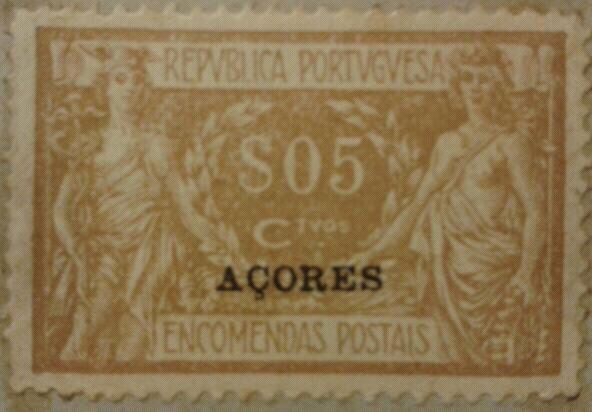 REPVBLICA PORTVGVESA
$05
Ctvos
AÇORES
ENCOMENDAS POSTAIS